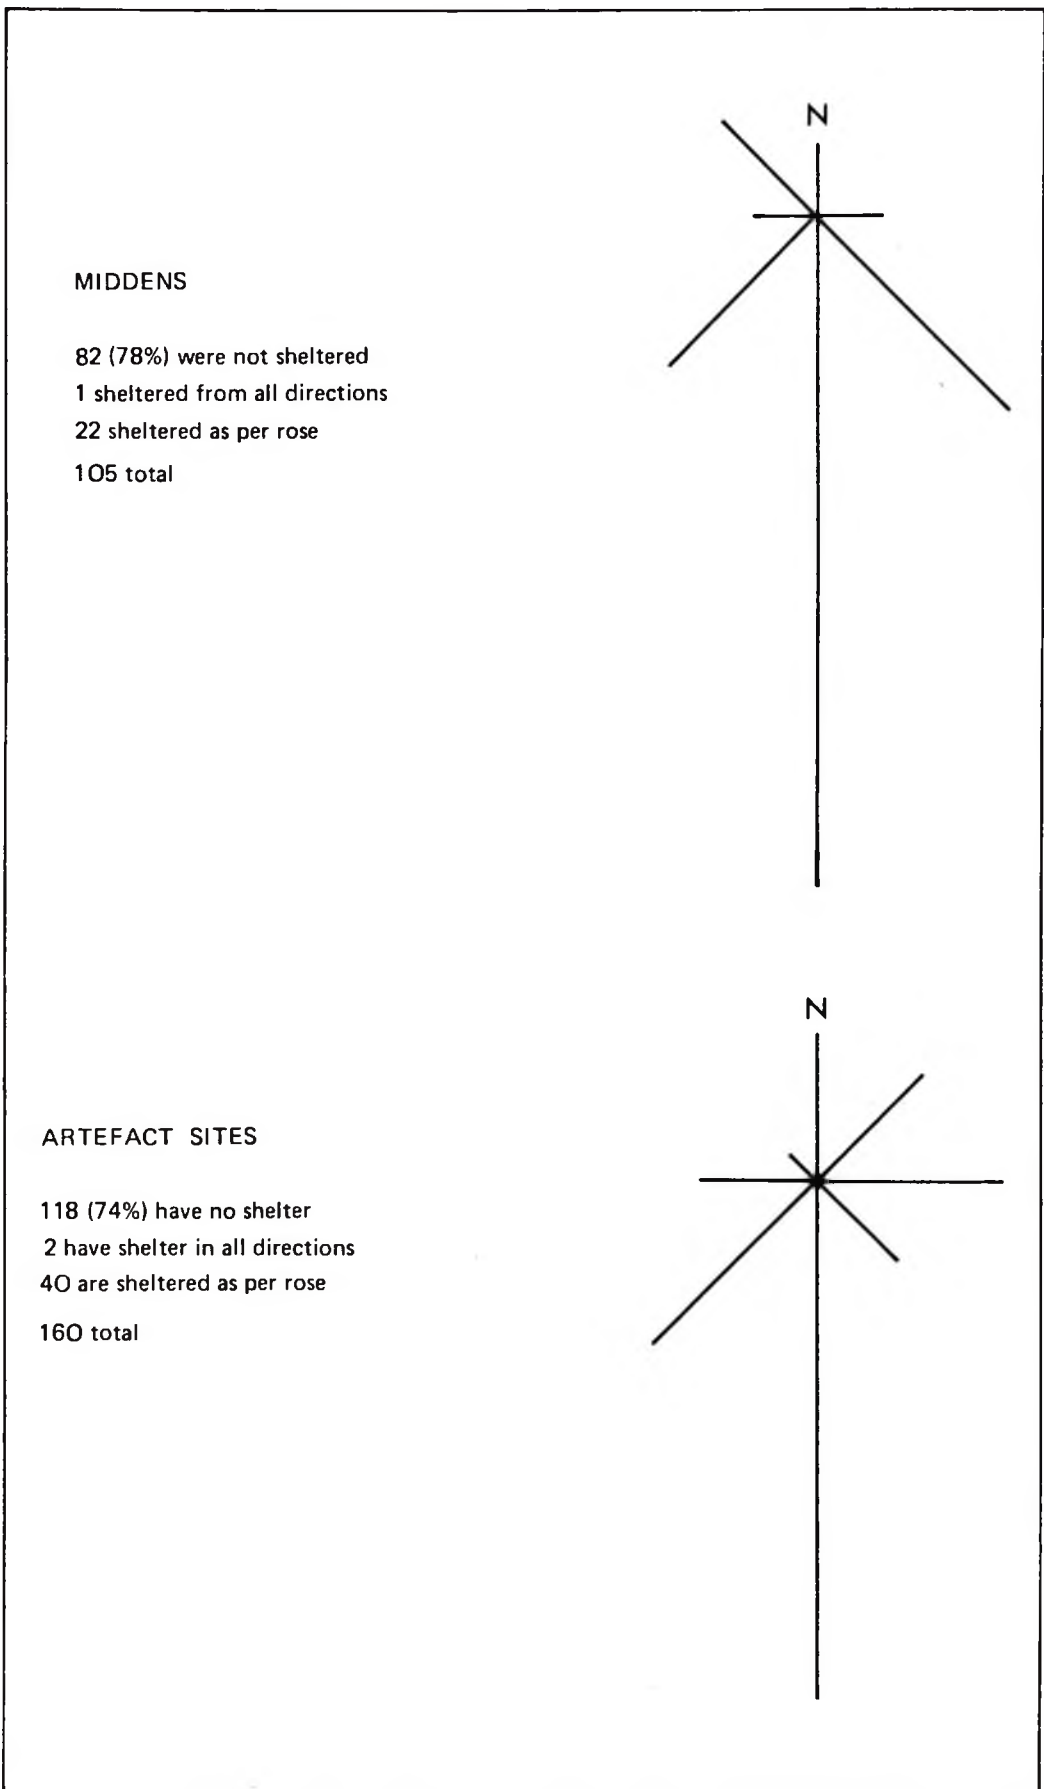 N
MIDDENS
82 (78%) were not sheltered
1 sheltered from all directions
22 sheltered as per rose
105 total
N
ARTEFACT SITES
118 (74%) have no shelter
2 have shelter in all directions
40 are sheltered as per rose
160 total